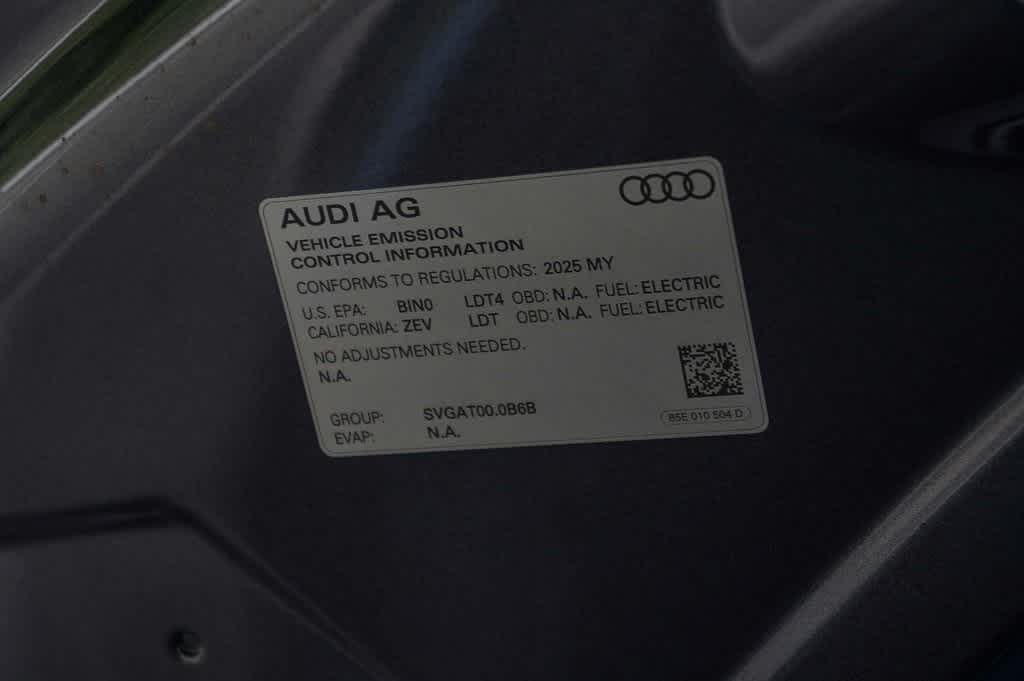 AUDI AG
VEHICLE EMISSION
CONTROL INFORMATION
CONFORMS TO REGULATIONS: 2025 MY
U.S. EPA: BIN0 LDT4 OBD: N.A. FUEL: ELECTRIC
CALIFORNIA: ZEV LDT OBD: N.A. FUEL: ELECTRIC
NO ADJUSTMENTS NEEDED.
N.A.
GROUP: SVGAT00.0B6B
EVAP: N.A.
85E 010 504 D